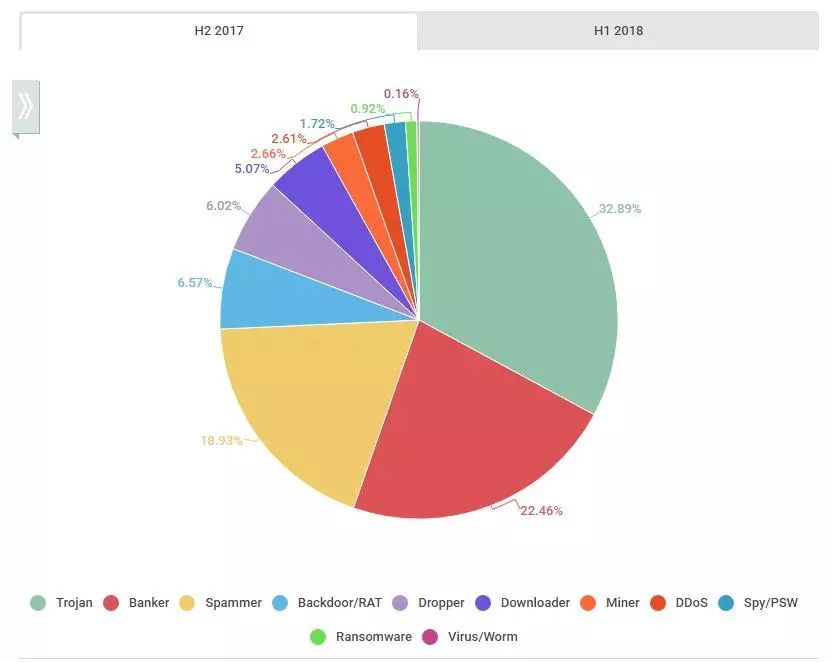 H2 2017
H1 2018
0.16%
0.92%
1.72%
2.61%
2.66%
5.07%
6.02%
32.89%
6.57%
18.93%
22.46%
Trojan Banker Spammer Backdoor/RAT Dropper Downloader Miner DDoS Spy/PSW
Ransomware Virus/Worm